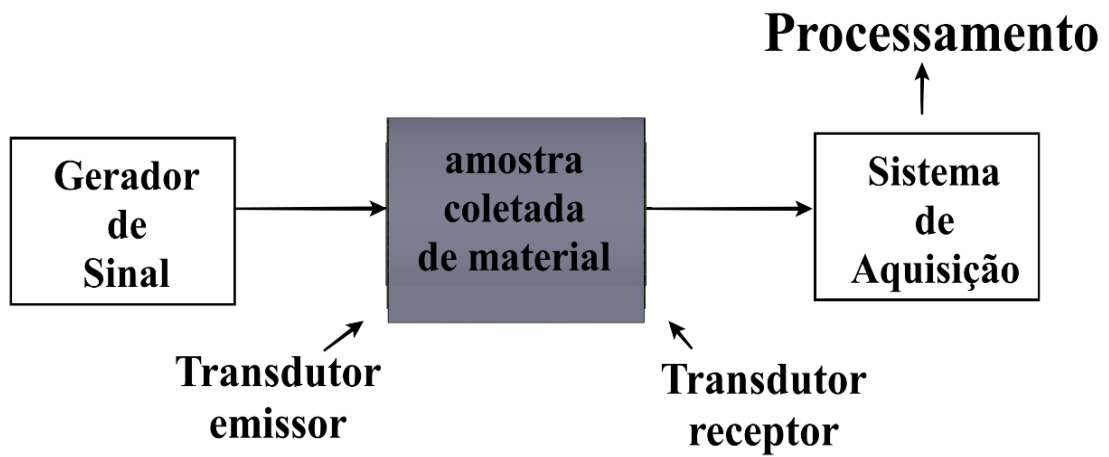 Processamento
Gerador
de
Sinal
amostra
coletada
de material
Sistema
de
Aquisição
Transdutor
emissor
Transdutor
receptor